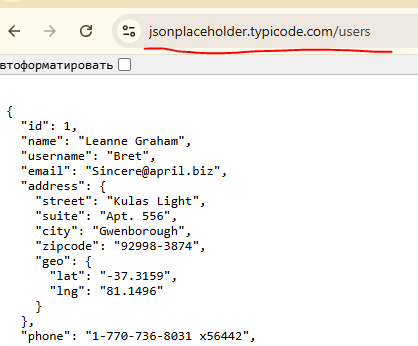 jsonplaceholder.typicode.com/users
втоформатировать
{
"id": 1,
"name": "Leanne Graham",
"username": "Bret",
"email": "Sincere@april.biz",
"address": {
"street": "Kulas Light",
"suite": "Apt. 556",
"city": "Gwenborough",
"zipcode": "92998-3874",
"geo": {
"lat": "-37.3159",
"lng": "81.1496"
}
},
"phone": "1-770-736-8031 x56442",